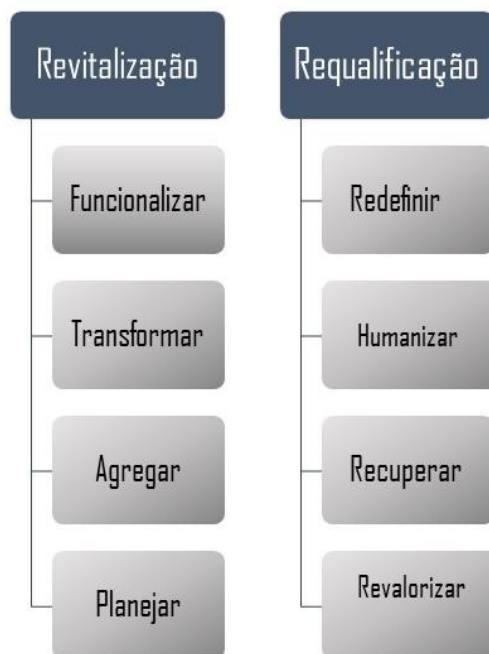 Revitalização
Funcionalizar
Transformar
Agregar
Planejar
Requalificação
Redefinir
Humanizar
Recuperar
Revalorizar